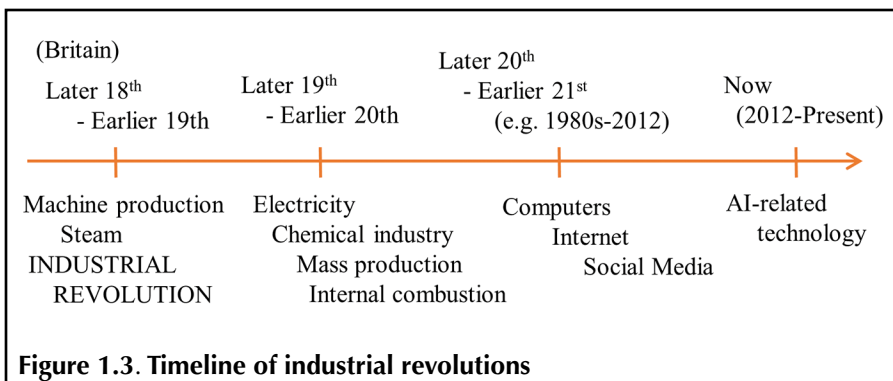 (Britain)
Later 18th
- Earlier 19th
Later 19th
- Earlier 20th
Later 20th
- Earlier 21st
(e.g. 1980s-2012)
Now
(2012-Present)
Machine production
Steam
INDUSTRIAL
REVOLUTION
Electricity
Chemical industry
Mass production
Internal combustion
Computers
Internet
Social Media
AI-related
technology
Figure 1.3. Timeline of industrial revolutions